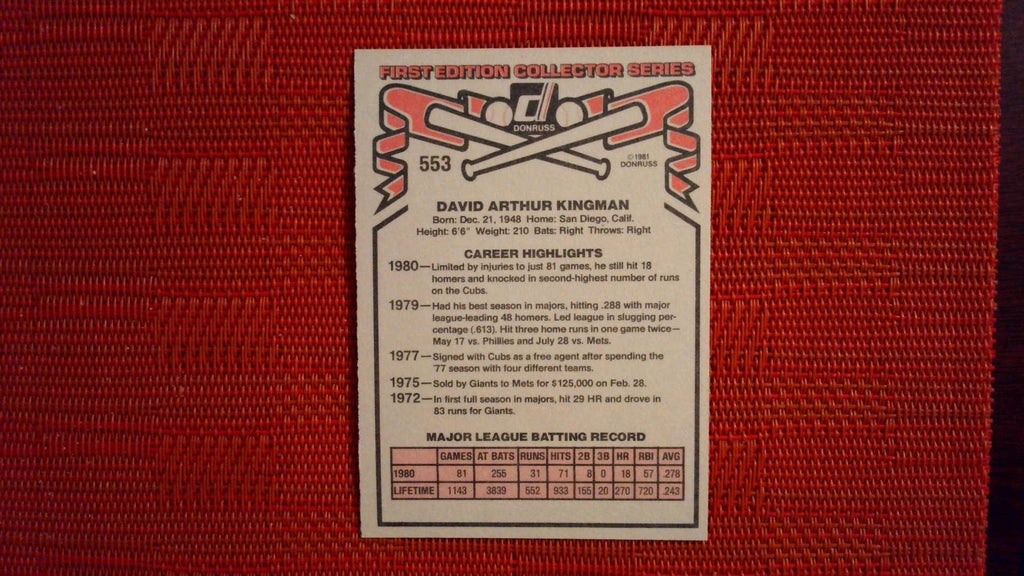 FIRST EDITION COLLECTOR SERIES
d
DONRUSS
553
©1981
DONRUSS
DAVID ARTHUR KINGMAN
Born: Dec. 21, 1948 Home: San Diego, Calif.
Height: 6'6" Weight: 210 Bats: Right Throws: Right
CAREER HIGHLIGHTS
1980—Limited by injuries to just 81 games, he still hit 18
homers and knocked in second-highest number of runs
on the Cubs.
1979—Had his best season in majors, hitting .288 with major
league-leading 48 homers. Led league in slugging per-
centage (.613). Hit three home runs in one game twice—
May 17 vs. Phillies and July 28 vs. Mets.
1977—Signed with Cubs as a free agent after spending the
'77 season with four different teams.
1975—Sold by Giants to Mets for $125,000 on Feb. 28.
1972—In first full season in majors, hit 29 HR and drove in
83 runs for Giants.
MAJOR LEAGUE BATTING RECORD
GAMES AT BATS RUNS HITS 2B 3B HR RBI AVG
1980 81 255 31 71 8 0 18 57 .278
LIFETIME 1143 3839 552 933 155 20 270 720 .243